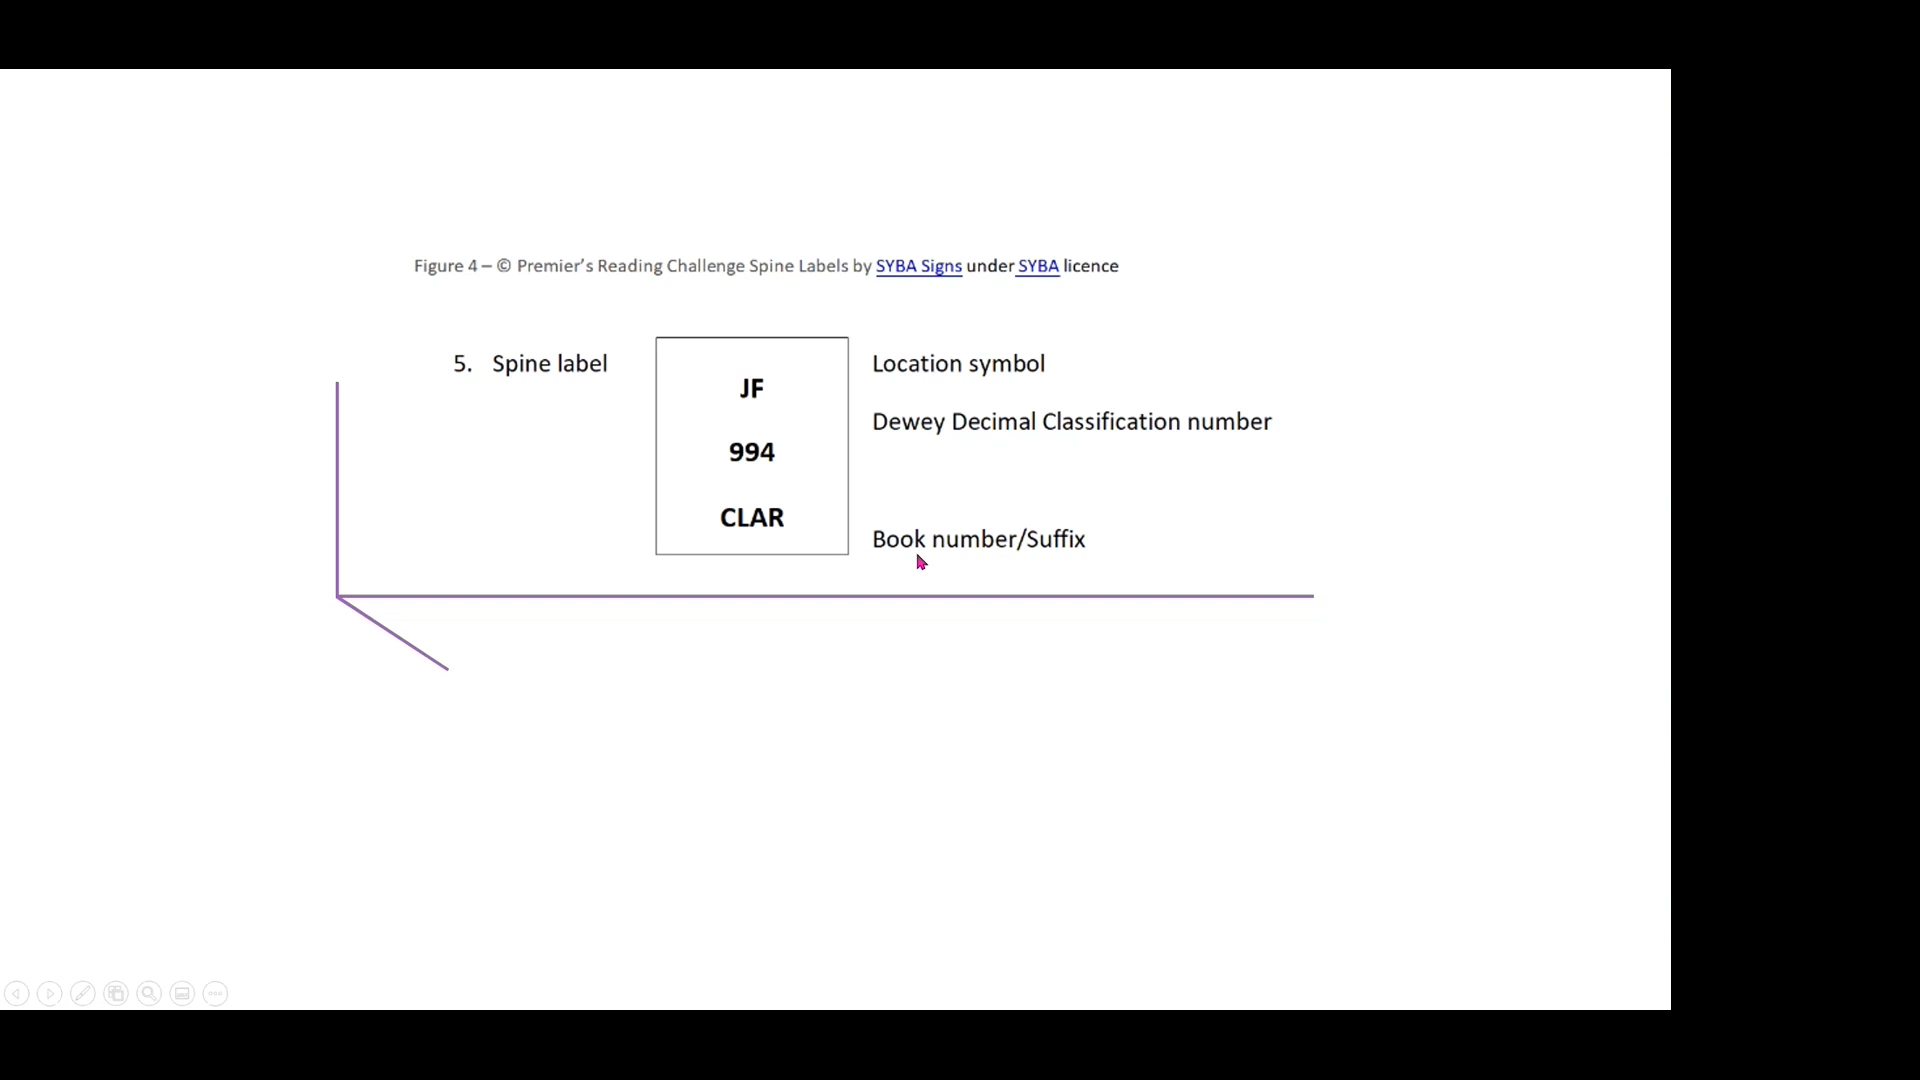 Figure 4 – © Premier's Reading Challenge Spine Labels by SYBA Signs under SYBA licence
5. Spine label
JF
994
CLAR
Location symbol
Dewey Decimal Classification number
Book number/Suffix